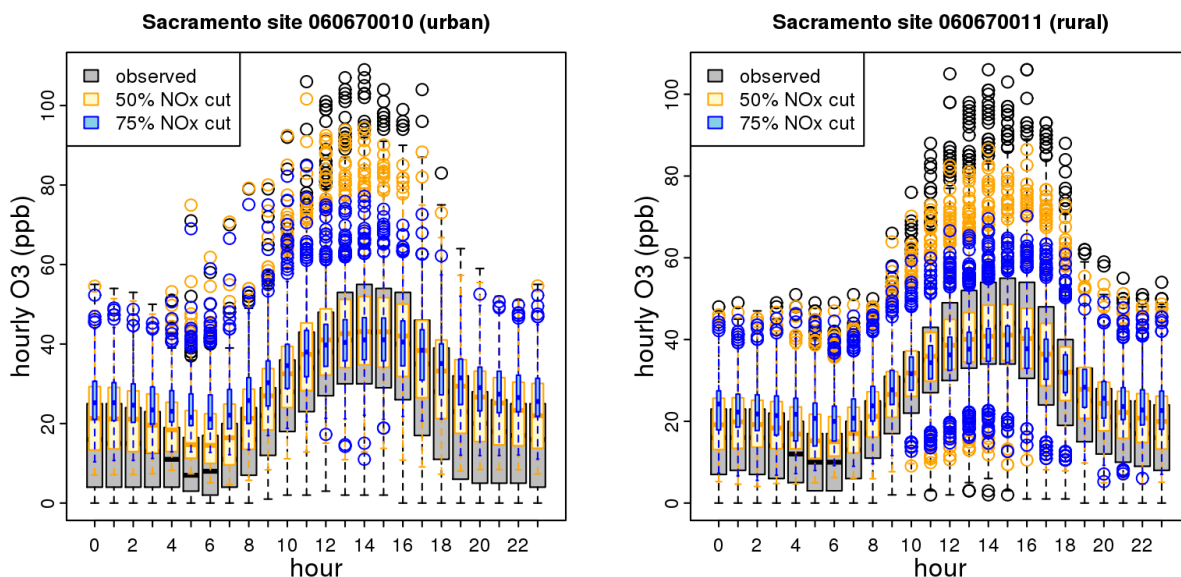 Sacramento site 060670010 (urban)
observed
50% NOx cut
75% NOx cut
hourly O3 (ppb)
0 20 40 60 80 100
0 2 4 6 8 10 12 14 16 18 20 22
hour
Sacramento site 060670011 (rural)
observed
50% NOx cut
75% NOx cut
hourly O3 (ppb)
0 20 40 60 80 100
0 2 4 6 8 10 12 14 16 18 20 22
hour